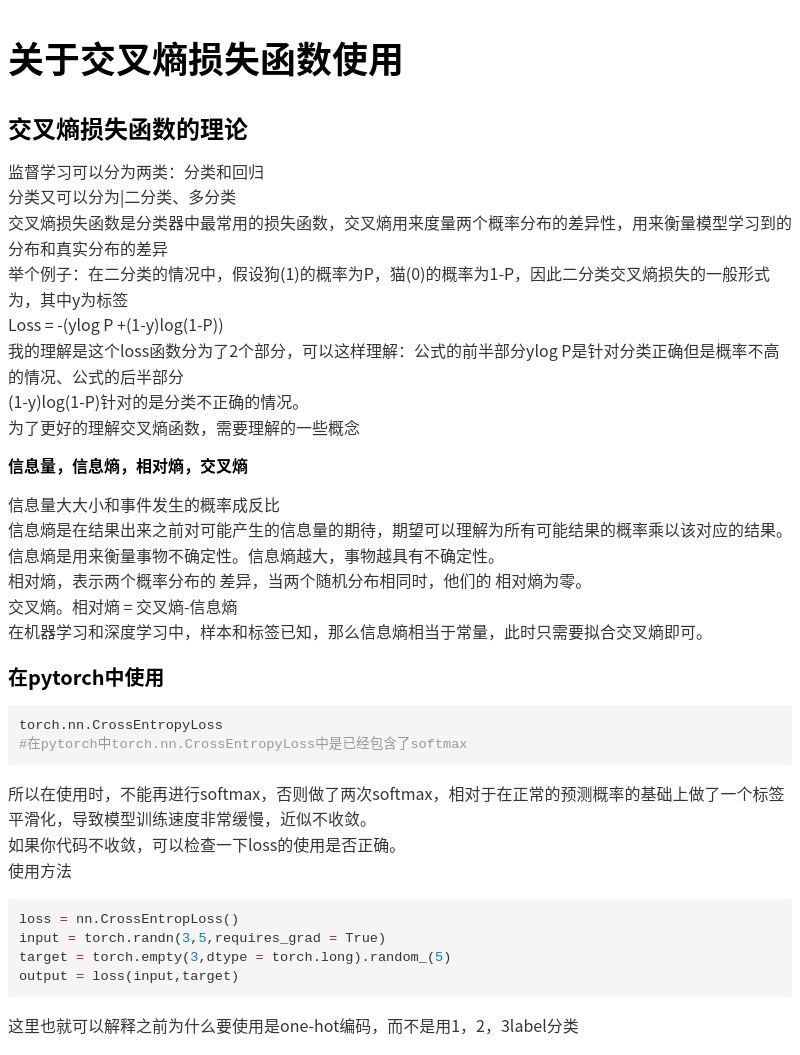 关于交叉熵损失函数使用
交叉熵损失函数的理论
监督学习可以分为两类：分类和回归
分类又可以分为|二分类、多分类
交叉熵损失函数是分类器中最常用的损失函数，交叉熵用来度量两个概率分布的差异性，用来衡量模型学习到的
分布和真实分布的差异
举个例子：在二分类的情况中，假设狗(1)的概率为P，猫(0)的概率为1-P，因此二分类交叉熵损失的一般形式
为，其中y为标签
Loss = -(ylog P +(1-y)log(1-P))
我的理解是这个loss函数分为了2个部分，可以这样理解：公式的前半部分ylog P是针对分类正确但是概率不高
的情况、公式的后半部分
(1-y)log(1-P)针对的是分类不正确的情况。
为了更好的理解交叉熵函数，需要理解的一些概念
信息量，信息熵，相对熵，交叉熵
信息量大大小和事件发生的概率成反比
信息熵是在结果出来之前对可能产生的信息量的期待，期望可以理解为所有可能结果的概率乘以该对应的结果。
信息熵是用来衡量事物不确定性。信息熵越大，事物越具有不确定性。
相对熵，表示两个概率分布的 差异，当两个随机分布相同时，他们的 相对熵为零。
交叉熵。相对熵 = 交叉熵-信息熵
在机器学习和深度学习中，样本和标签已知，那么信息熵相当于常量，此时只需要拟合交叉熵即可。
在pytorch中使用
torch.nn.CrossEntropyLoss
#在pytorch中torch.nn.CrossEntropyLoss中是已经包含了softmax
所以在使用时，不能再进行softmax，否则做了两次softmax，相对于在正常的预测概率的基础上做了一个标签
平滑化，导致模型训练速度非常缓慢，近似不收敛。
如果你代码不收敛，可以检查一下loss的使用是否正确。
使用方法
loss = nn.CrossEntropLoss()
input = torch.randn(3,5,requires_grad = True)
target = torch.empty(3,dtype = torch.long).random_(5)
output = loss(input,target)
这里也就可以解释之前为什么要使用是one-hot编码，而不是用1，2，3label分类